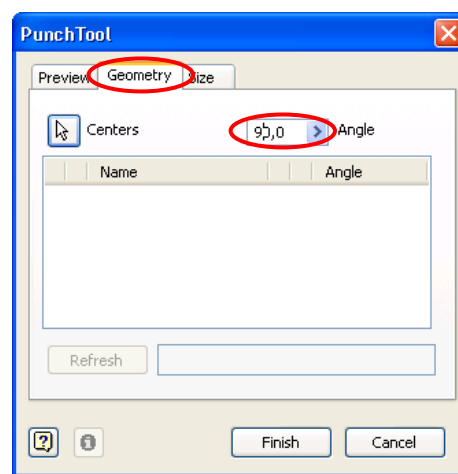 PunchTool
Preview Geometry Size
Centers Angle
Name Angle
Refresh
Finish Cancel